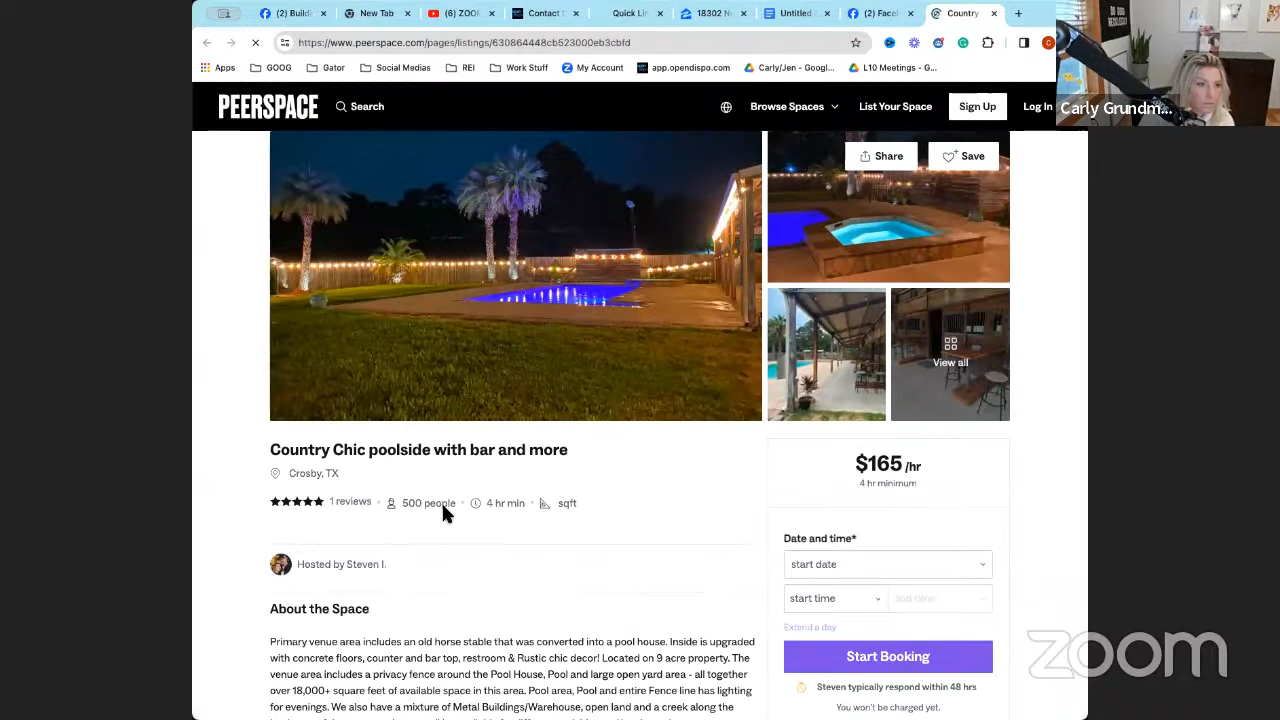 (2) Buildi
New Tab
(6) ZOO
Contact D
Quick Lin
18302 N
Untitled
(2) Facel
Country
https://www.peerspace.com/pages/listings/630864448cb523000eb3cbfd
Apps
GOOG
Gator
Social Medias
REI
Work Stuff
My Account
app.opendispo.com
Carly/Jen - Googl...
L10 Meetings - G...
Carly Grundm...
PEERSPACE
Search
Browse Spaces
List Your Space
Sign Up
Log In
Share
Save
View all
Country Chic poolside with bar and more
Crosby, TX
1 reviews · 500 people · 4 hr min · sqft
Hosted by Steven I.
About the Space
Primary venue area includes an old horse stable that was converted into a pool house. Inside is upgraded
with concrete floors, counter and bar top, restroom & Rustic chic decor! Located on 9 acre property. The
venue area includes a privacy fence around the Pool House, Pool and large open yard area - all together
over 18,000+ square feet of available space in this area. Pool area, Pool and entire Fence line has lighting
for evenings. We also have a mixture of Metal Buildings/Warehouse, open land and a creek along the
$165 /hr
4 hr minimum
Date and time*
start date
start time
end time
Extend a day
Start Booking
Steven typically respond within 48 hrs
You won't be charged yet.
zoom